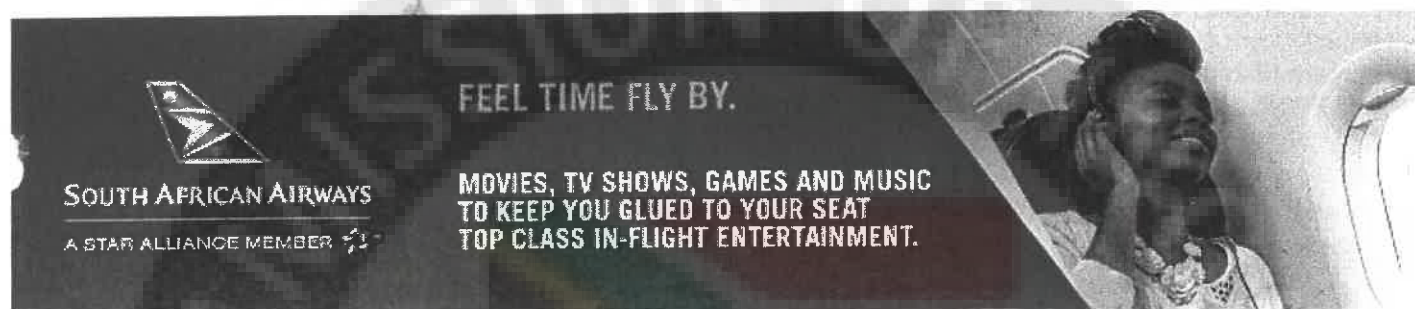 SOUTH AFRICAN AIRWAYS
A STAR ALLIANCE MEMBER
FEEL TIME FLY BY.
MOVIES, TV SHOWS, GAMES AND MUSIC
TO KEEP YOU GLUED TO YOUR SEAT
TOP CLASS IN-FLIGHT ENTERTAINMENT.